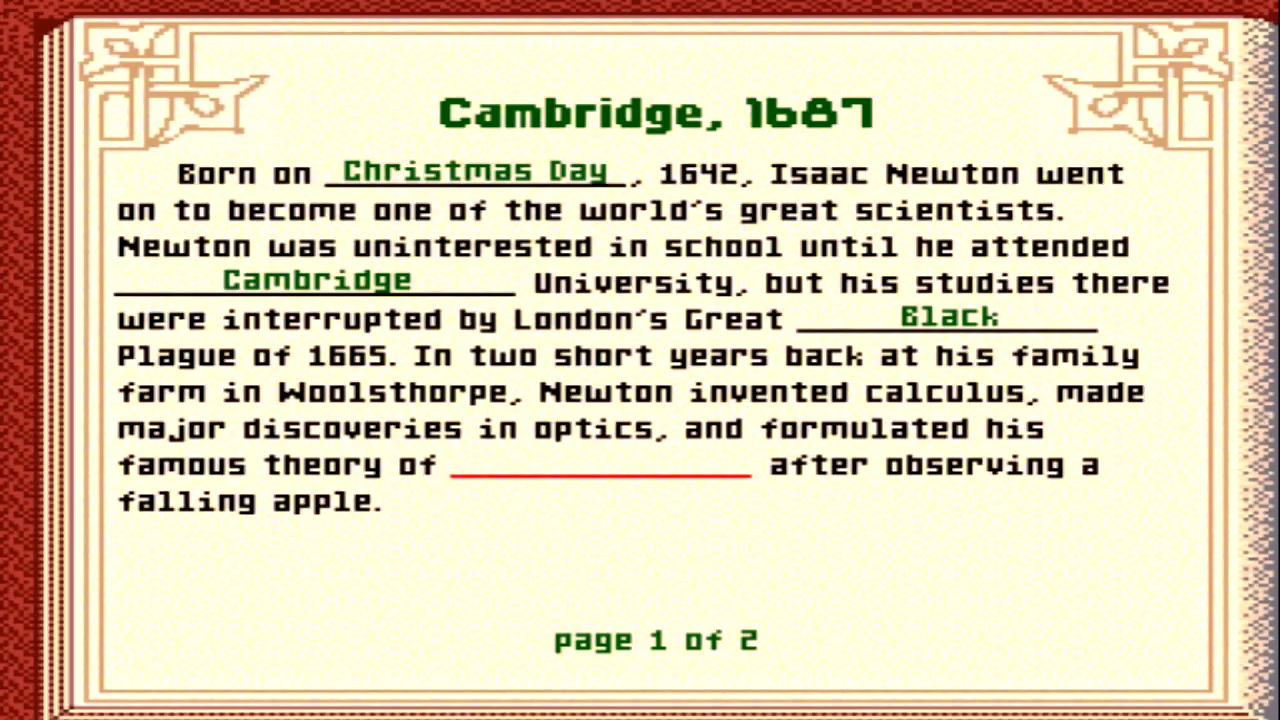 Cambridge, 1687
Born on Christmas Day, 1642, Isaac Newton went
on to become one of the world's great scientists.
Newton was uninterested in school until he attended
Cambridge University, but his studies there
were interrupted by London's Great Black
Plague of 1665. In two short years back at his family
farm in Woolsthorpe, Newton invented calculus, made
major discoveries in optics, and formulated his
famous theory of ____________ after observing a
falling apple.
page 1 of 2